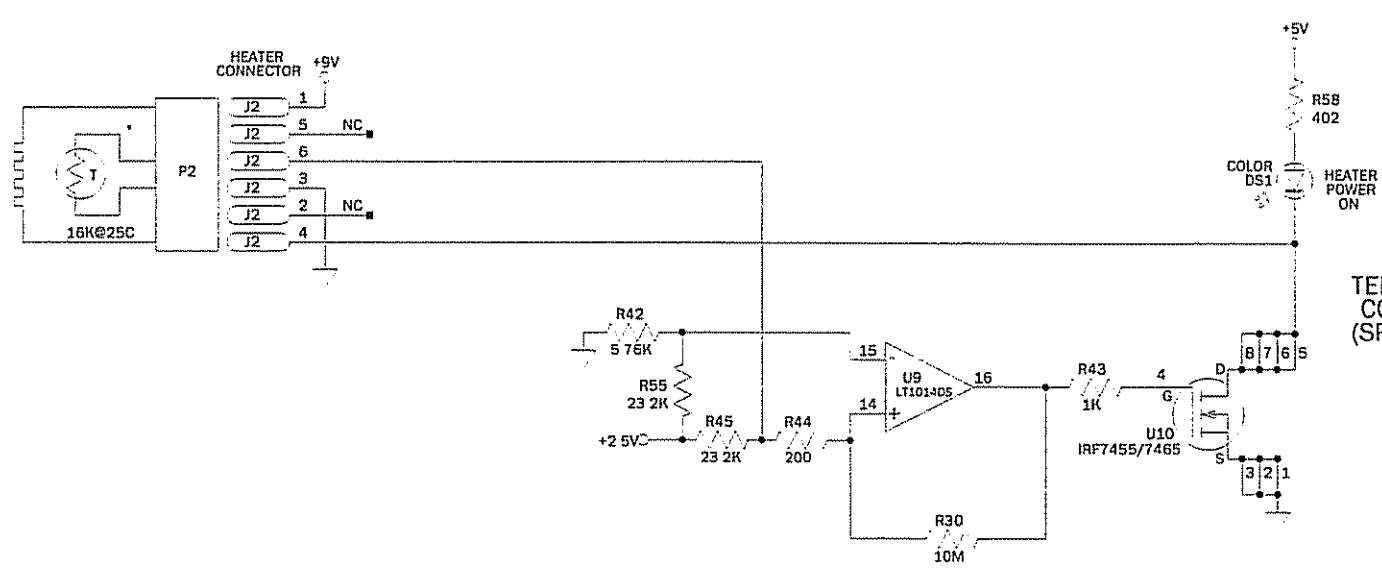 +5V
HEATER
CONNECTOR
+9V
R58
402
J2 1
J2 5 NC
J2 6
J2 3
J2 2 NC
J2 4
P2
T
16K@25C
COLOR
DS1
HEATER
POWER
ON
R42
5 76K
R55
23 2K
+2 5V
R45
23 2K
R44
200
15
-
14
+
U9
LT1014DS
16
R43
1K
4
G
D
8 7 6 5
U10
IRF7455/7465
S
3 2 1
R30
10M